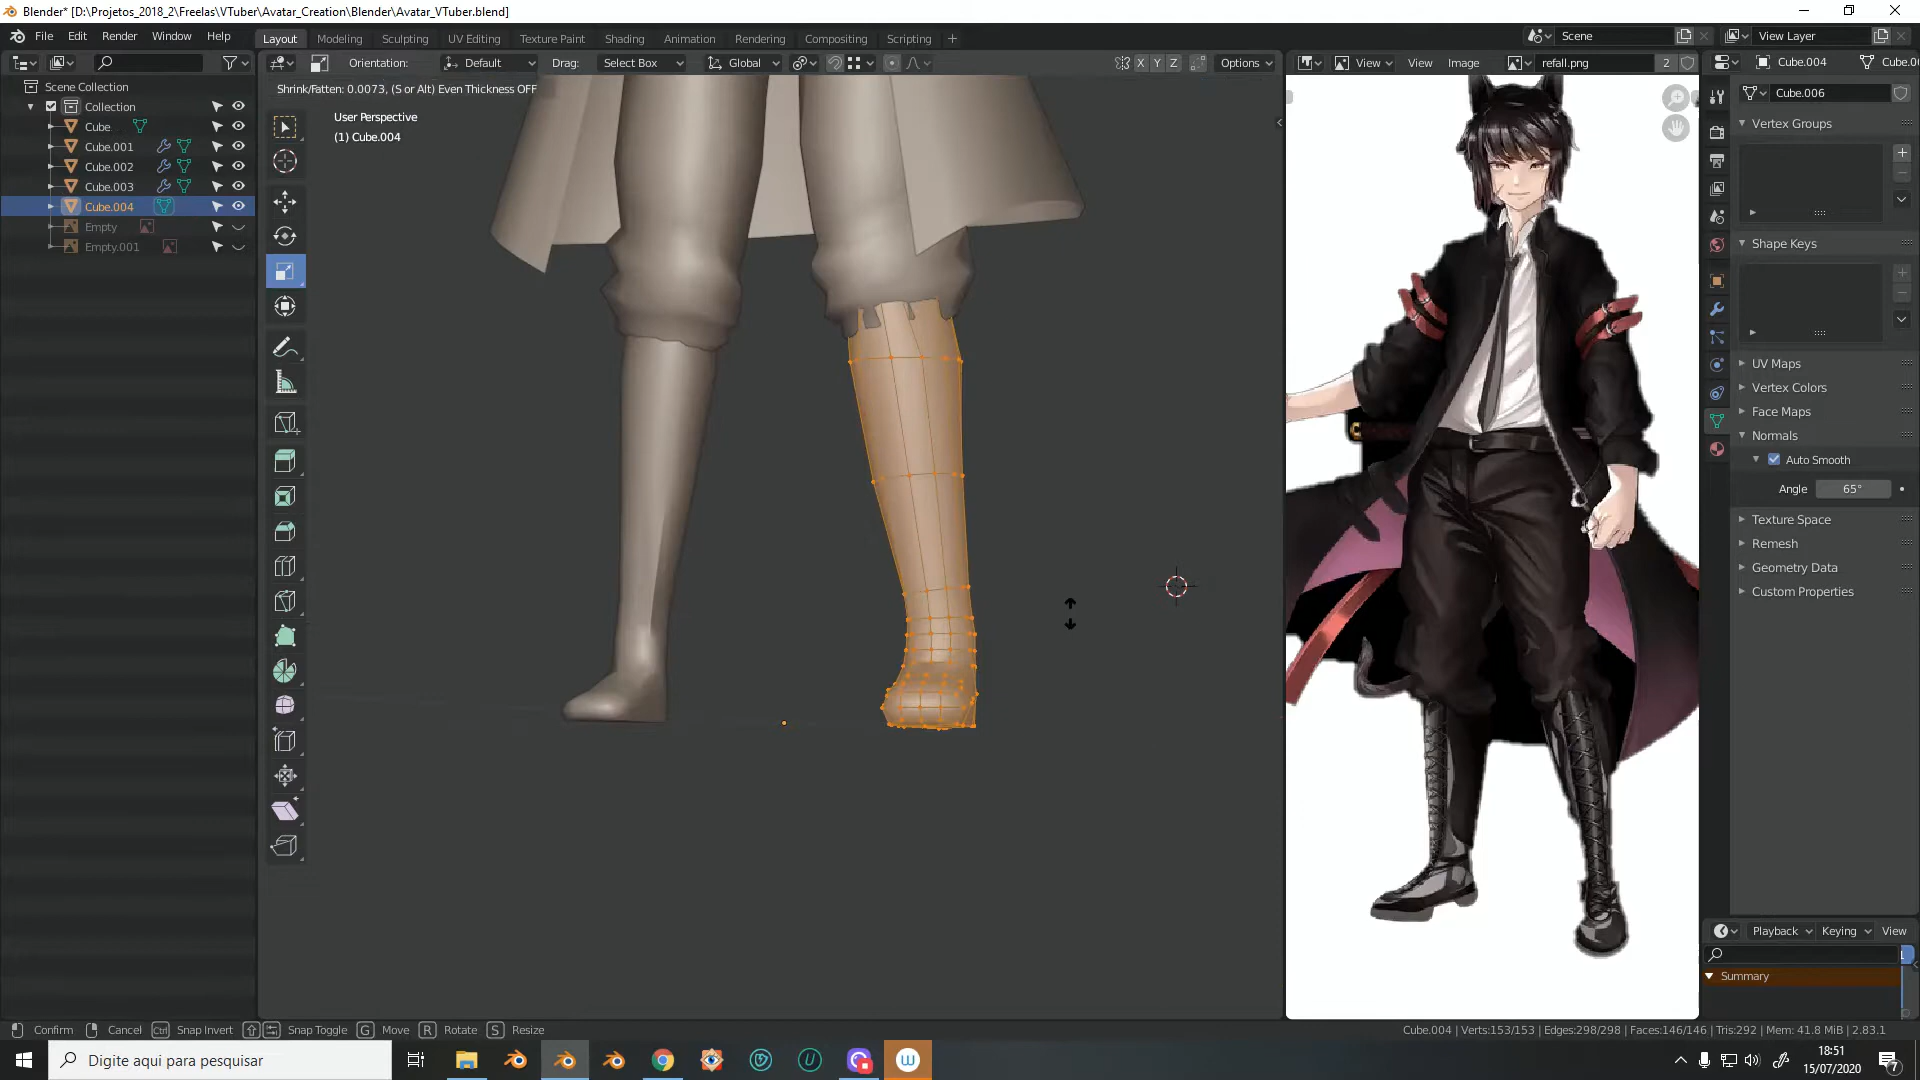 Blender* [D:\Projetos_2018_2\Freelas\VTuber\Avatar_Creation\Blender\Avatar_VTuber.blend]
File Edit Render Window Help
Layout Modeling Sculpting UV Editing Texture Paint Shading Animation Rendering Compositing Scripting +
Scene
View Layer
Orientation: Default Drag: Select Box Global X Y Z Options
View View Image refall.png 2
Cube.004 Cube.0
Scene Collection
Collection
Cube
Cube.001
Cube.002
Cube.003
Cube.004
Empty
Empty.001
Shrink/Fatten: 0.0073, (S or Alt) Even Thickness OFF
User Perspective
(1) Cube.004
Cube.006
Vertex Groups
Shape Keys
UV Maps
Vertex Colors
Face Maps
Normals
Auto Smooth
Angle 65°
Texture Space
Remesh
Geometry Data
Custom Properties
Playback Keying View
1
Summary
Confirm Cancel Ctrl Snap Invert Snap Toggle G Move R Rotate S Resize
Cube.004 | Verts:153/153 | Edges:298/298 | Faces:146/146 | Tris:292 | Mem: 41.8 MiB | 2.83.1
Digite aqui para pesquisar
18:51
15/07/2020
7